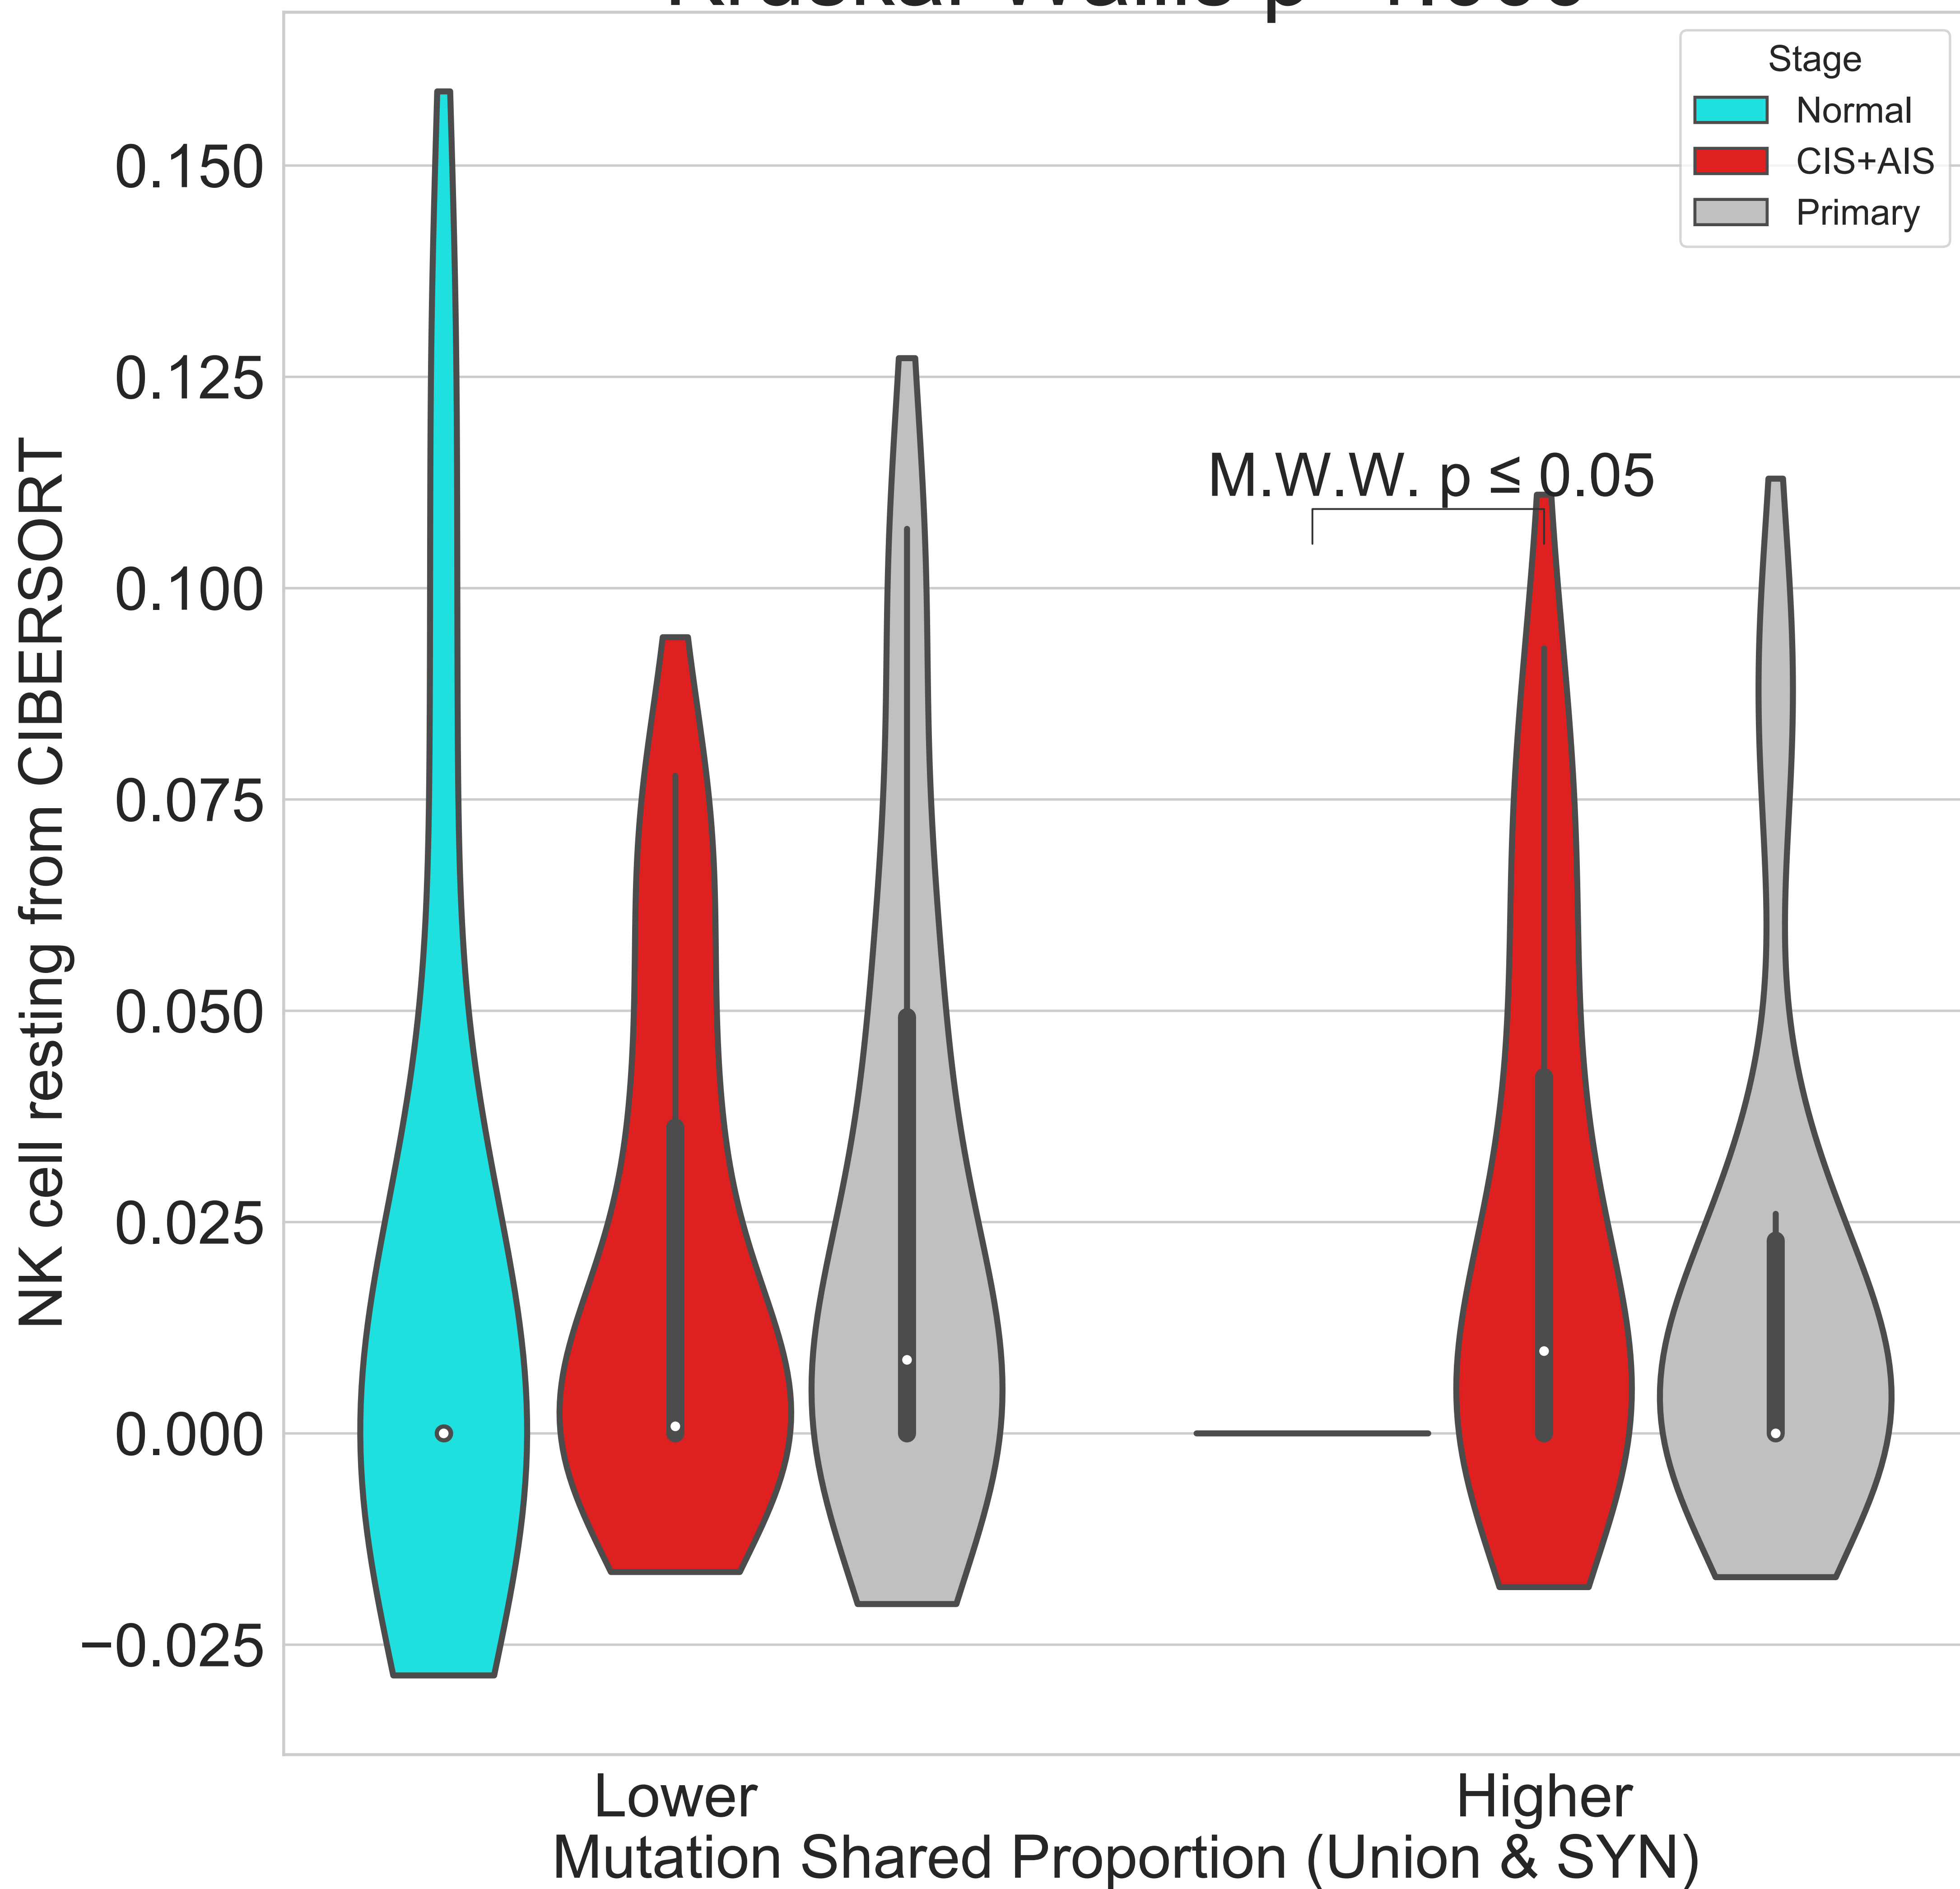 Stage
Normal
CIS+AIS
Primary
0.150
0.125
0.100
0.075
0.050
0.025
0.000
−0.025
NK cell resting from CIBERSORT
M.W.W. p ≤ 0.05
Lower
Higher
Mutation Shared Proportion (Union & SYN)